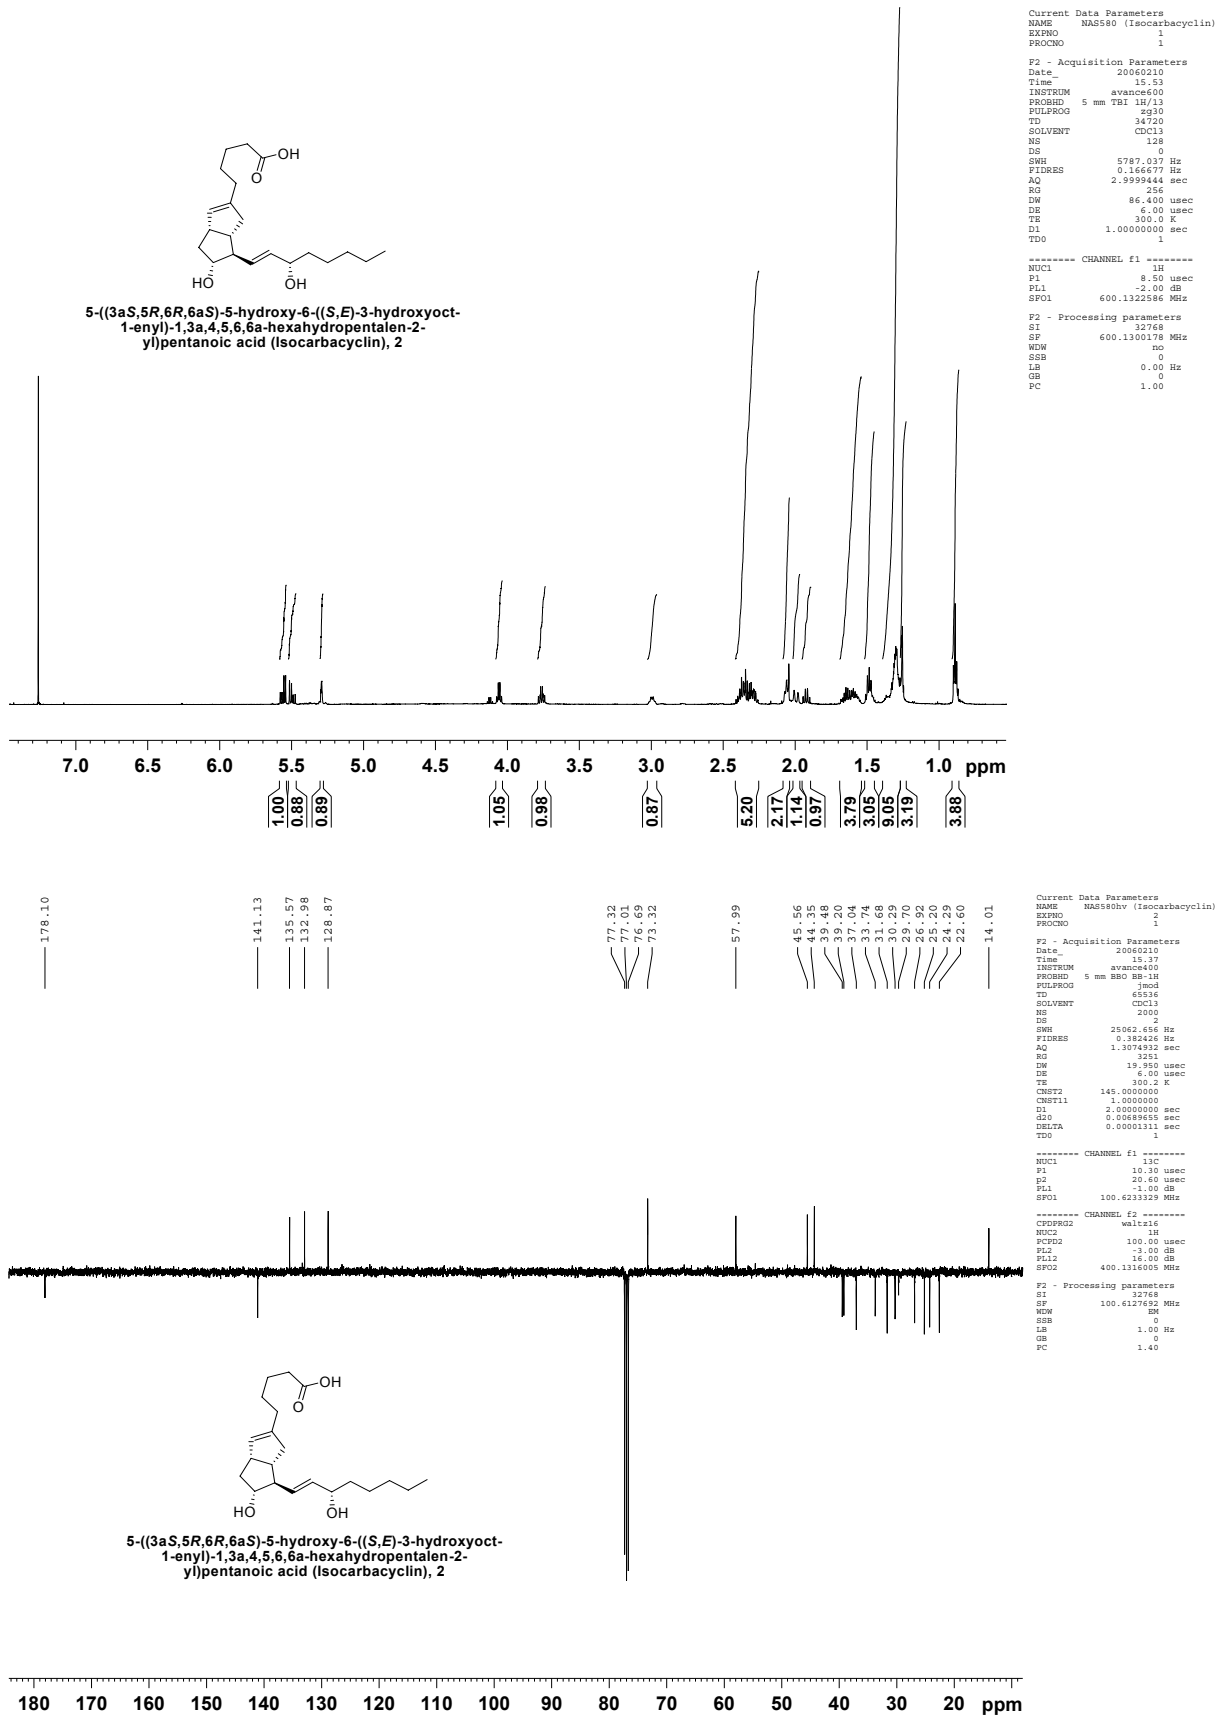 Current Data Parameters
NAME NAS580 (Isocarbacyclin)
EXPNO 1
PROCNO 1
F2 - Acquisition Parameters
Date_ 20060210
Time 15.53
INSTRUM avance600
PROBHD 5 mm TBI 1H/13
PULPROG zg30
TD 34720
SOLVENT CDCl3
NS 128
DS 0
SWH 5787.037 Hz
FIDRES 0.166677 Hz
AQ 2.9999444 sec
RG 256
DW 86.400 usec
DE 6.00 usec
TE 300.0 K
D1 1.00000000 sec
TD0 1
======== CHANNEL f1 ========
NUC1 1H
P1 8.50 usec
PL1 -2.00 dB
SFO1 600.1322586 MHz
F2 - Processing parameters
SI 32768
SF 600.1300178 MHz
WDW no
SSB 0
LB 0.00 Hz
GB 0
PC 1.00
OH
O
HO
OH
5-((3aS,5R,6R,6aS)-5-hydroxy-6-((S,E)-3-hydroxyoct-
1-enyl)-1,3a,4,5,6,6a-hexahydropentalen-2-
yl)pentanoic acid (Isocarbacyclin), 2
7.0 6.5 6.0 5.5 5.0 4.5 4.0 3.5 3.0 2.5 2.0 1.5 1.0 ppm
1.00 0.88 0.89 1.05 0.98 0.87 5.20 2.17 1.14 0.97 3.79 3.05 9.05 3.19 3.88
178.10 141.13 135.57 132.98 128.87 77.32 77.01 76.69 73.32 57.99 45.56 44.35 39.48 39.20 37.04 33.74 31.68 30.29 29.70 26.92 25.20 24.29 22.60 14.01
Current Data Parameters
NAME NAS580hv (Isocarbacyclin)
EXPNO 2
PROCNO 1
F2 - Acquisition Parameters
Date_ 20060210
Time 15.37
INSTRUM avance400
PROBHD 5 mm BBO BB-1H
PULPROG jmod
TD 65536
SOLVENT CDCl3
NS 2000
DS 2
SWH 25062.656 Hz
FIDRES 0.382426 Hz
AQ 1.3074932 sec
RG 3251
DW 19.950 usec
DE 6.00 usec
TE 300.2 K
CNST2 145.0000000
CNST11 1.0000000
D1 2.00000000 sec
d20 0.00689655 sec
DELTA 0.00001311 sec
TD0 1
======== CHANNEL f1 ========
NUC1 13C
P1 10.30 usec
p2 20.60 usec
PL1 -1.00 dB
SFO1 100.6233329 MHz
======== CHANNEL f2 ========
CPDPRG2 waltz16
NUC2 1H
PCPD2 100.00 usec
PL2 -3.00 dB
PL12 16.00 dB
SFO2 400.1316005 MHz
F2 - Processing parameters
SI 32768
SF 100.6127692 MHz
WDW EM
SSB 0
LB 1.00 Hz
GB 0
PC 1.40
OH
O
HO
OH
5-((3aS,5R,6R,6aS)-5-hydroxy-6-((S,E)-3-hydroxyoct-
1-enyl)-1,3a,4,5,6,6a-hexahydropentalen-2-
yl)pentanoic acid (Isocarbacyclin), 2
180 170 160 150 140 130 120 110 100 90 80 70 60 50 40 30 20 ppm